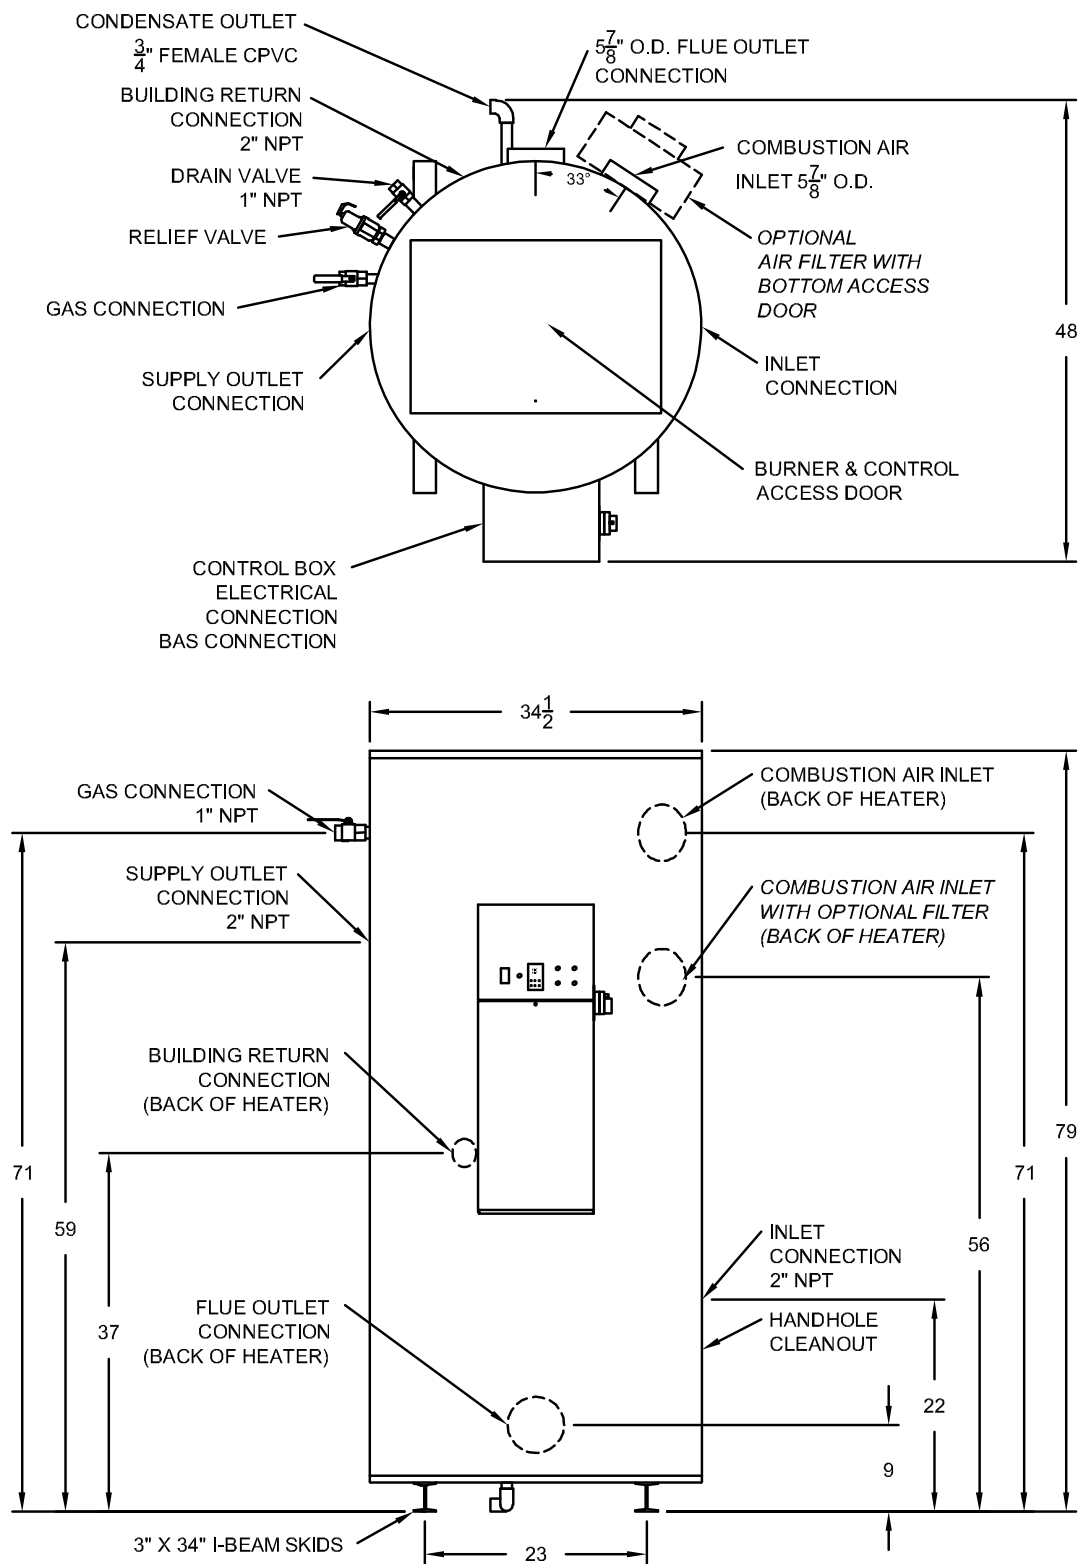 CONDENSATE OUTLET
3/4" FEMALE CPVC
BUILDING RETURN
CONNECTION
2" NPT
DRAIN VALVE
1" NPT
RELIEF VALVE
GAS CONNECTION
SUPPLY OUTLET
CONNECTION
5 7/8" O.D. FLUE OUTLET
CONNECTION
33°
COMBUSTION AIR
INLET 5 7/8" O.D.
OPTIONAL
AIR FILTER WITH
BOTTOM ACCESS
DOOR
48
INLET
CONNECTION
BURNER & CONTROL
ACCESS DOOR
CONTROL BOX
ELECTRICAL
CONNECTION
BAS CONNECTION
34 1/2
GAS CONNECTION
1" NPT
SUPPLY OUTLET
CONNECTION
2" NPT
BUILDING RETURN
CONNECTION
(BACK OF HEATER)
FLUE OUTLET
CONNECTION
(BACK OF HEATER)
71
59
37
3" X 34" I-BEAM SKIDS
23
COMBUSTION AIR INLET
(BACK OF HEATER)
COMBUSTION AIR INLET
WITH OPTIONAL FILTER
(BACK OF HEATER)
INLET
CONNECTION
2" NPT
HANDHOLE
CLEANOUT
9
22
56
71
79